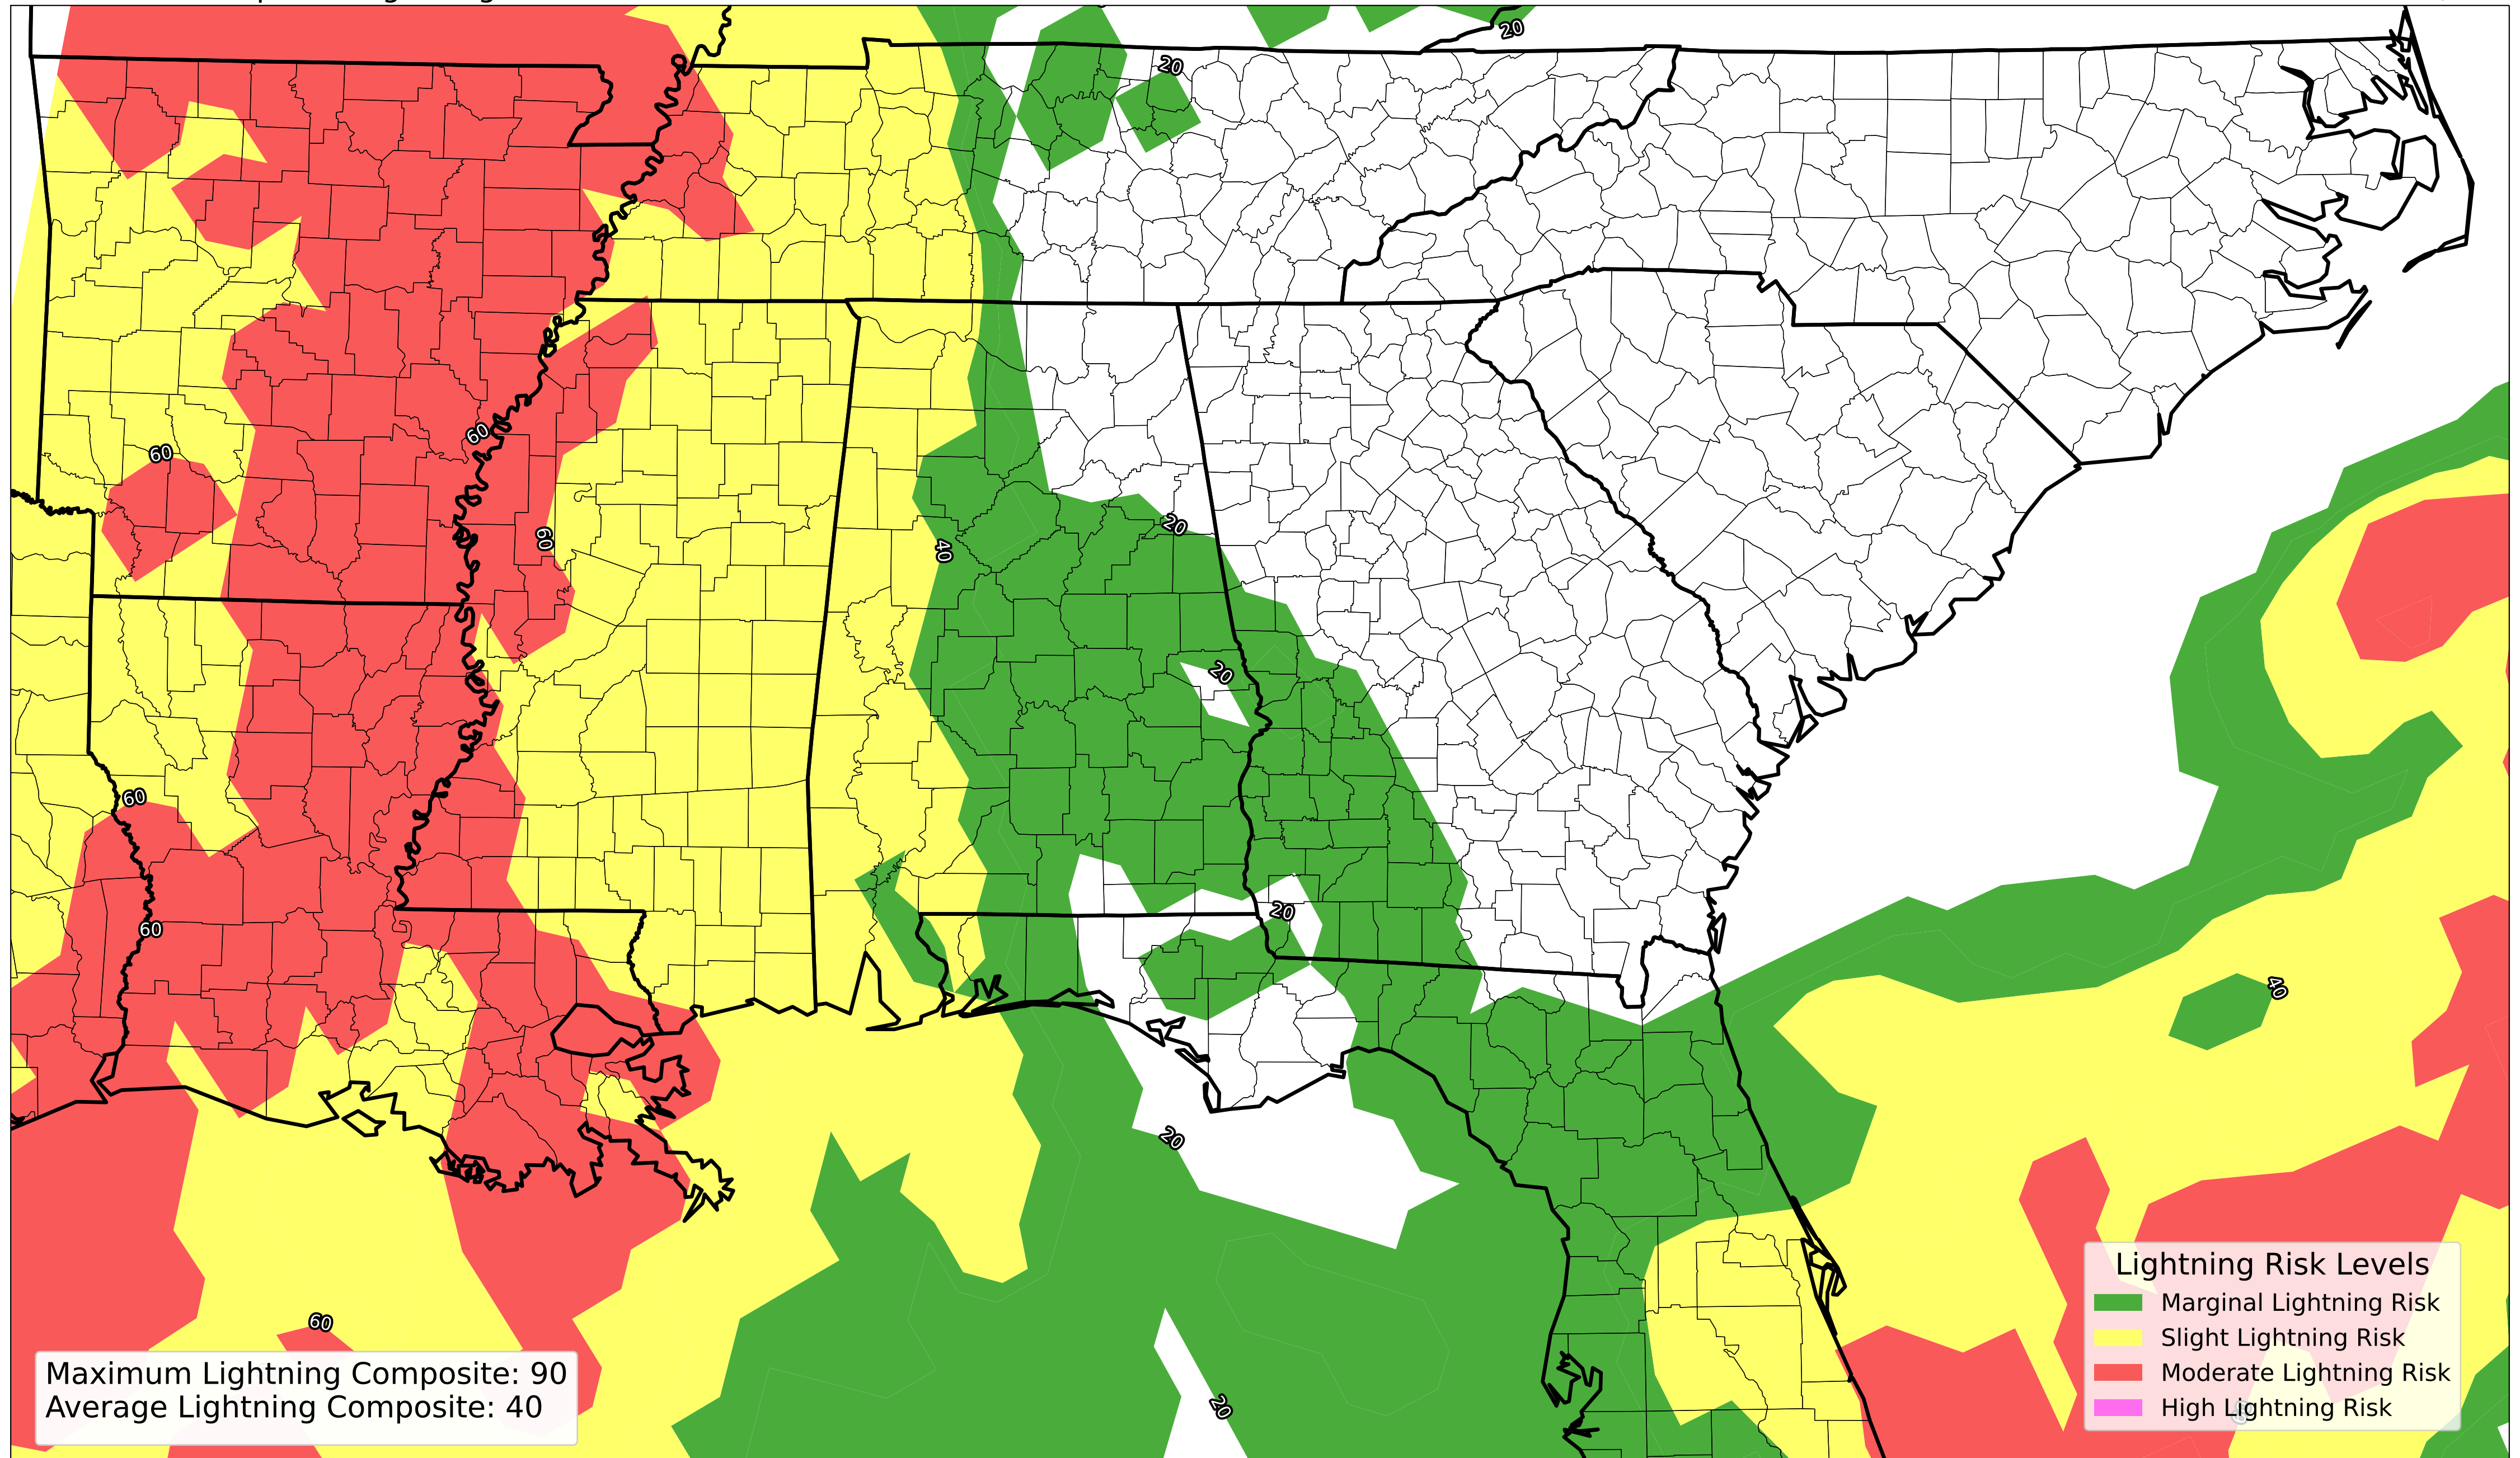 20
20
60
60
60
20
40
20
60
20
60
40
20
60
20
Lightning Risk Levels
Marginal Lightning Risk
Slight Lightning Risk
Moderate Lightning Risk
High Lightning Risk
Maximum Lightning Composite: 90
Average Lightning Composite: 40